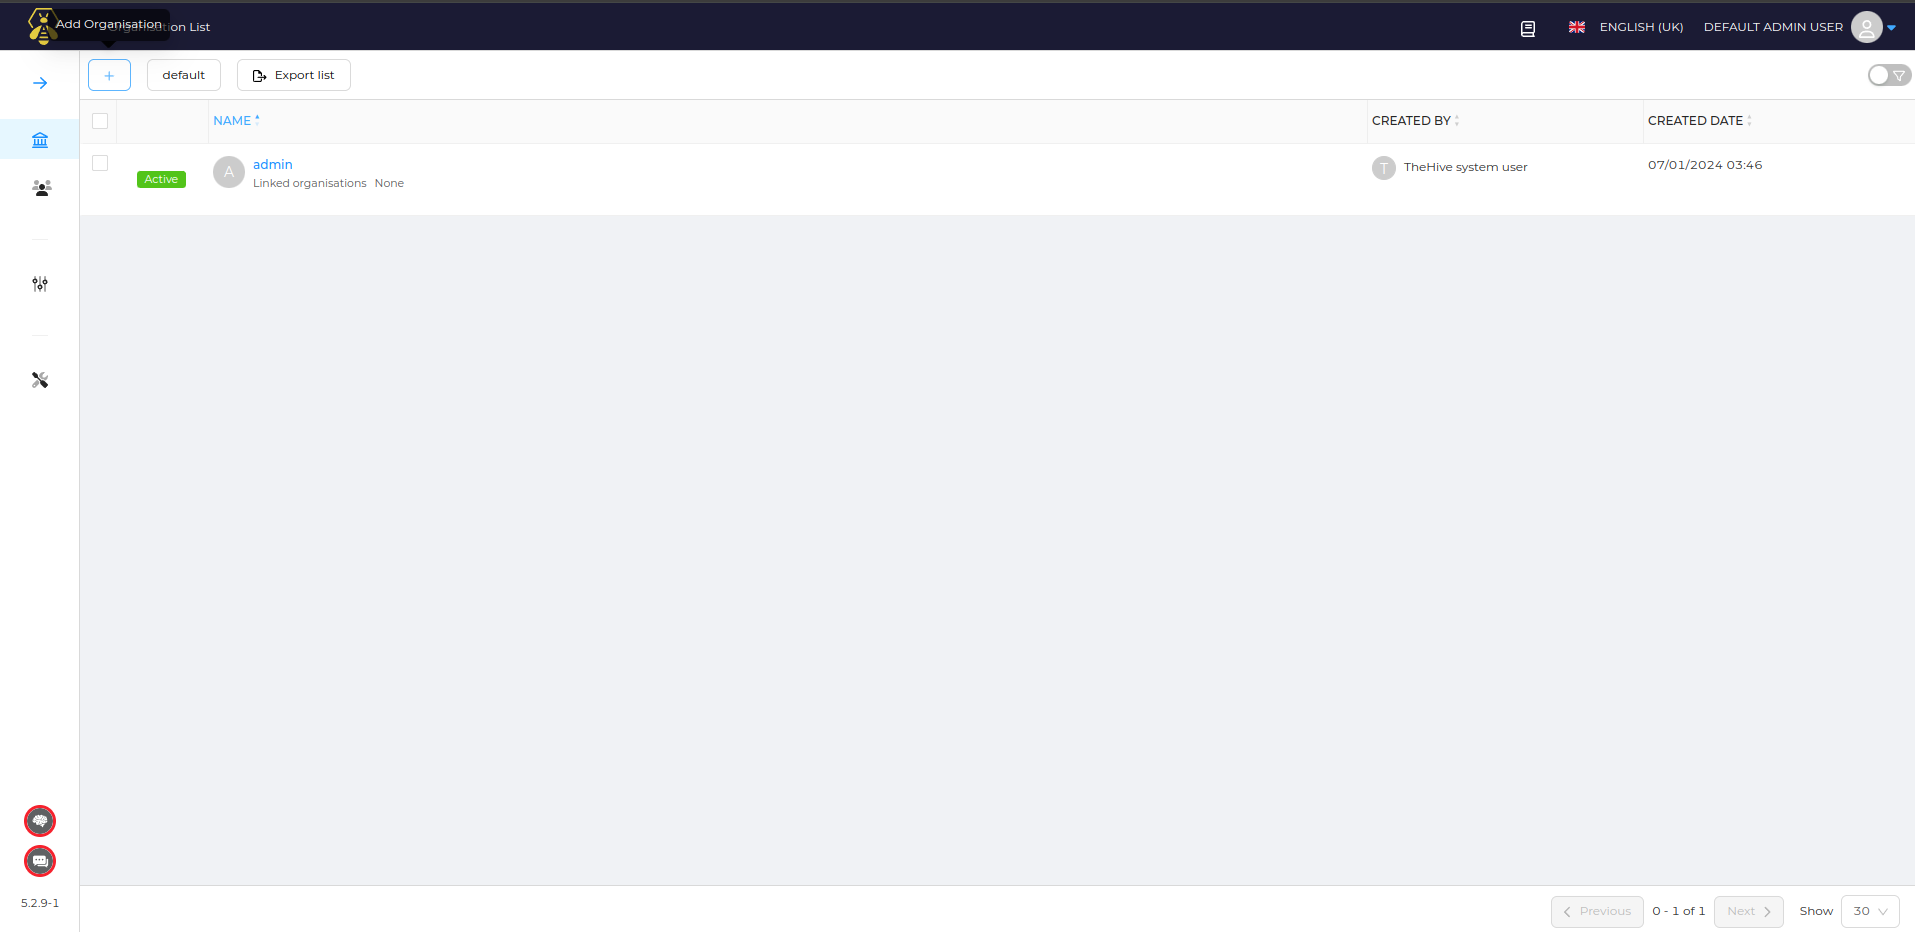 Add Organisation
Organisation List
ENGLISH (UK)
DEFAULT ADMIN USER
default
Export list
NAME
CREATED BY
CREATED DATE
Active
A
admin
Linked organisations None
T
TheHive system user
07/01/2024 03:46
5.2.9-1
Previous
0 - 1 of 1
Next
Show
30